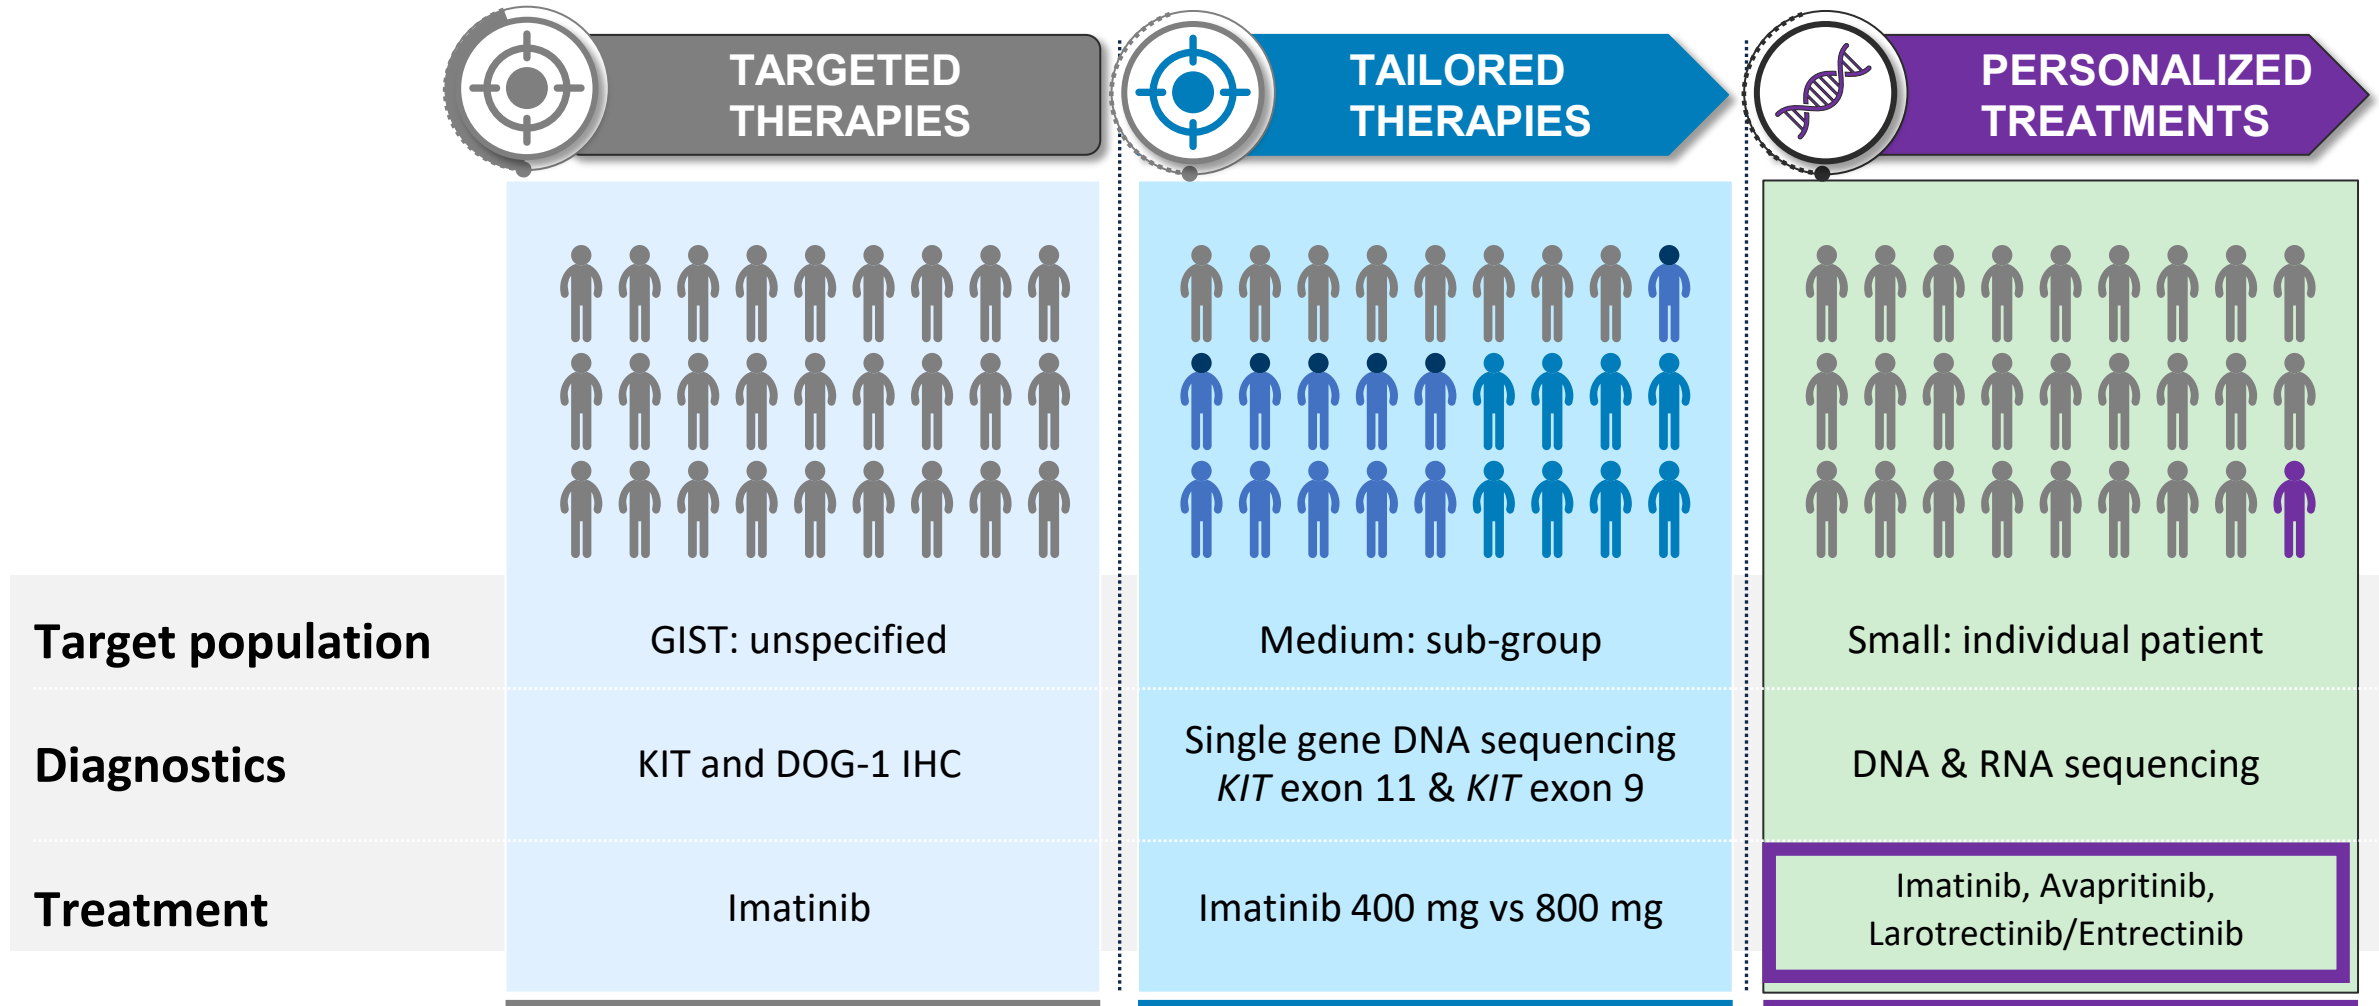 TARGETED
THERAPIES
TAILORED
THERAPIES
PERSONALIZED
TREATMENTS
Target population
GIST: unspecified
Medium: sub-group
Small: individual patient
Diagnostics
KIT and DOG-1 IHC
Single gene DNA sequencing
KIT exon 11 & KIT exon 9
DNA & RNA sequencing
Treatment
Imatinib
Imatinib 400 mg vs 800 mg
Imatinib, Avapritinib,
Larotrectinib/Entrectinib